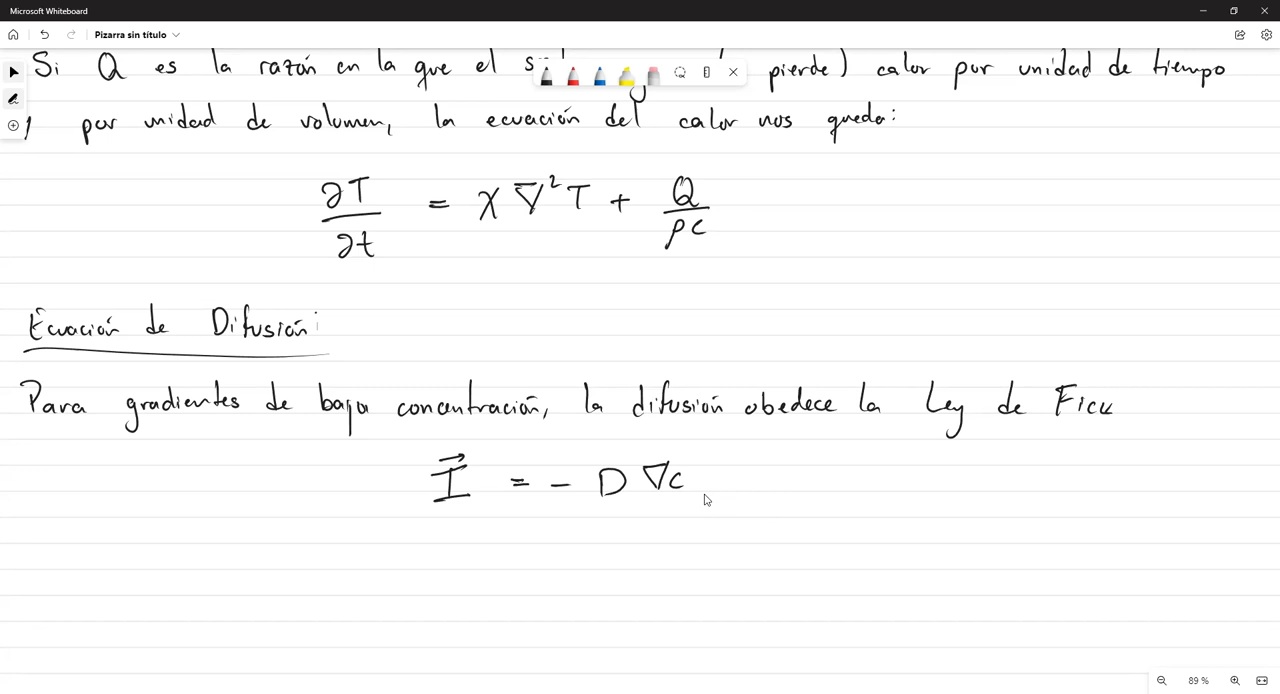 Microsoft Whiteboard
Pizarra sin título
Si Q es la razón en la que el pierde) calor por unidad de tiempo
y por unidad de volumen, la ecuación del calor nos queda:
∂T/∂t = χ ∇²T + Q/ρc
Ecuación de Difusión:
Para gradientes de baja concentración, la difusión obedece la Ley de Fick
I⃗ = - D ∇c
89 %